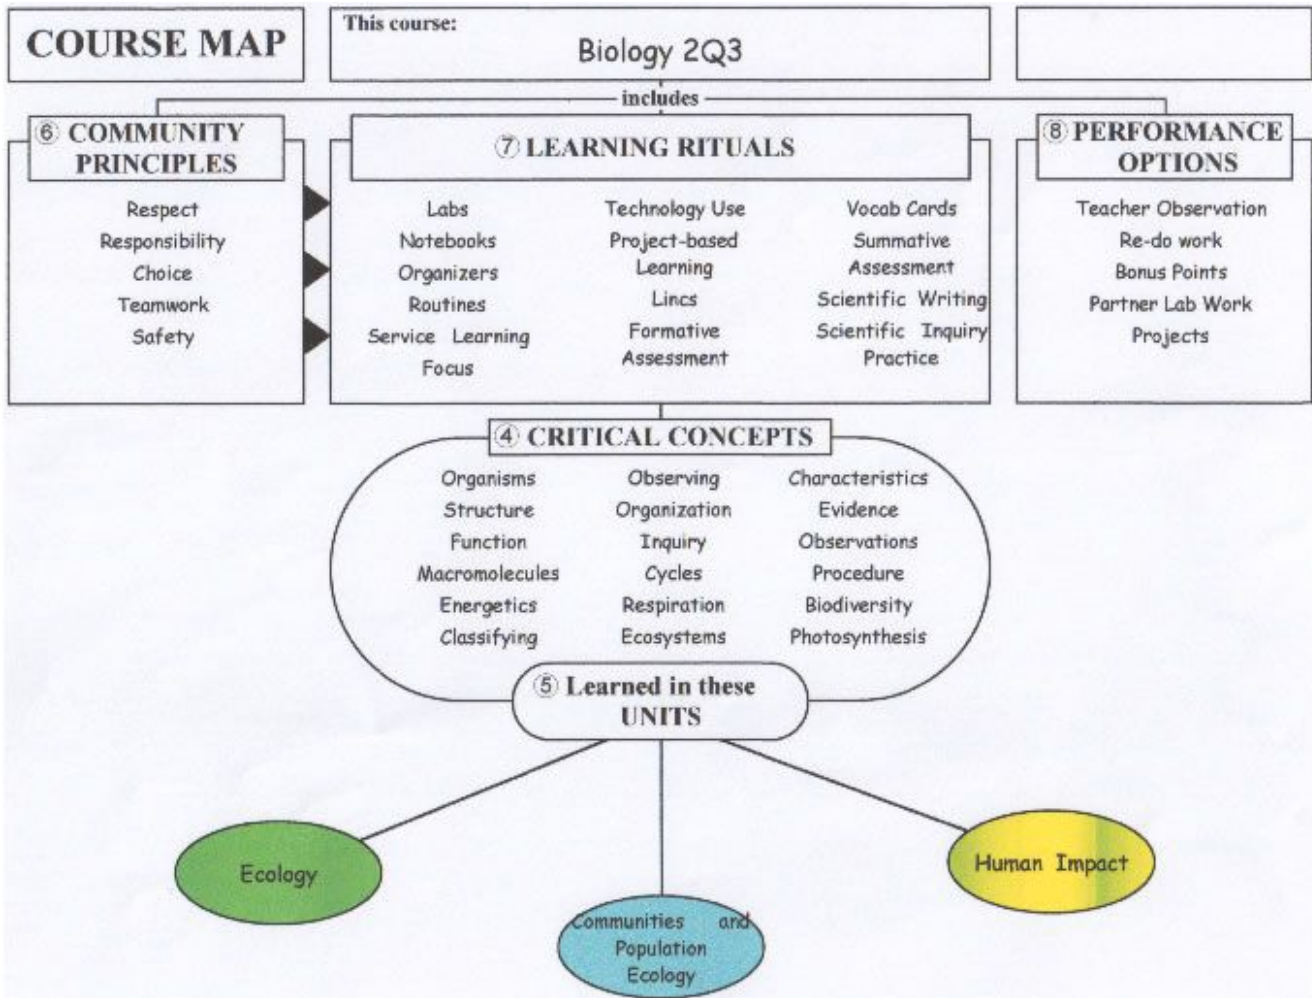 COURSE MAP
This course:
Biology 2Q3
includes
⑥ COMMUNITY
PRINCIPLES
Respect
Responsibility
Choice
Teamwork
Safety
⑦ LEARNING RITUALS
Labs
Notebooks
Organizers
Routines
Service Learning
Focus
Technology Use
Project-based
Learning
Lincs
Formative
Assessment
Vocab Cards
Summative
Assessment
Scientific Writing
Scientific Inquiry
Practice
⑧ PERFORMANCE
OPTIONS
Teacher Observation
Re-do work
Bonus Points
Partner Lab Work
Projects
④ CRITICAL CONCEPTS
Organisms
Structure
Function
Macromolecules
Energetics
Classifying
Observing
Organization
Inquiry
Cycles
Respiration
Ecosystems
Characteristics
Evidence
Observations
Procedure
Biodiversity
Photosynthesis
⑤ Learned in these
UNITS
Ecology
Communities and
Population
Ecology
Human Impact